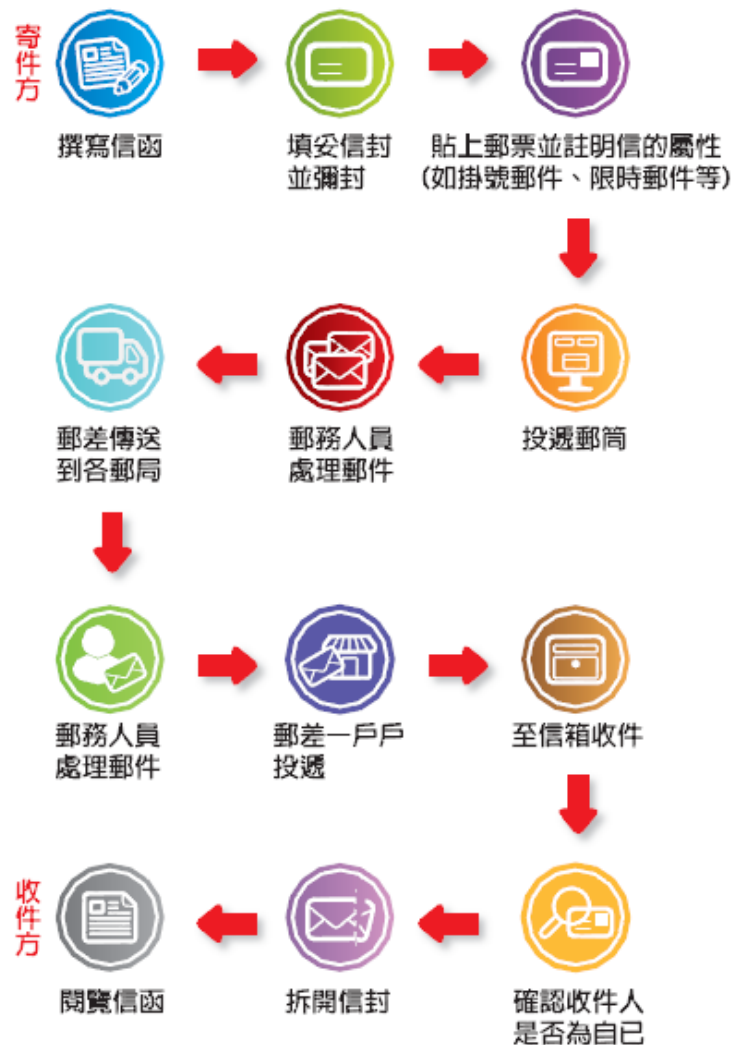 寄件方
撰寫信函
填妥信封
並彌封
貼上郵票並註明信的屬性
(如掛號郵件、限時郵件等)
投遞郵筒
郵務人員
處理郵件
郵差傳送
到各郵局
郵務人員
處理郵件
郵差一戶戶
投遞
至信箱收件
確認收件人
是否為自已
拆開信封
收件方
閱覽信函